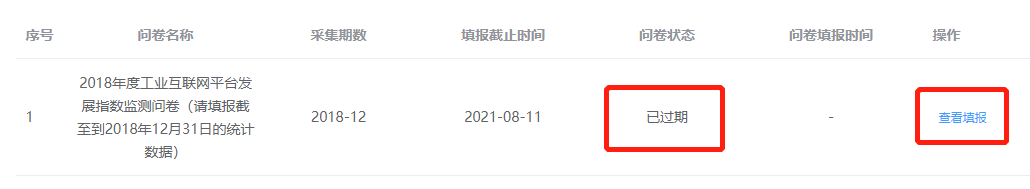 序号 问卷名称 采集期数 填报截止时间 问卷状态 问卷填报时间 操作
2018年度工业互联网平台发
展指数监测问卷（请填报截
1 2018-12 2021-08-11 已过期 - 查看填报
至到2018年12月31日的统计
数据）